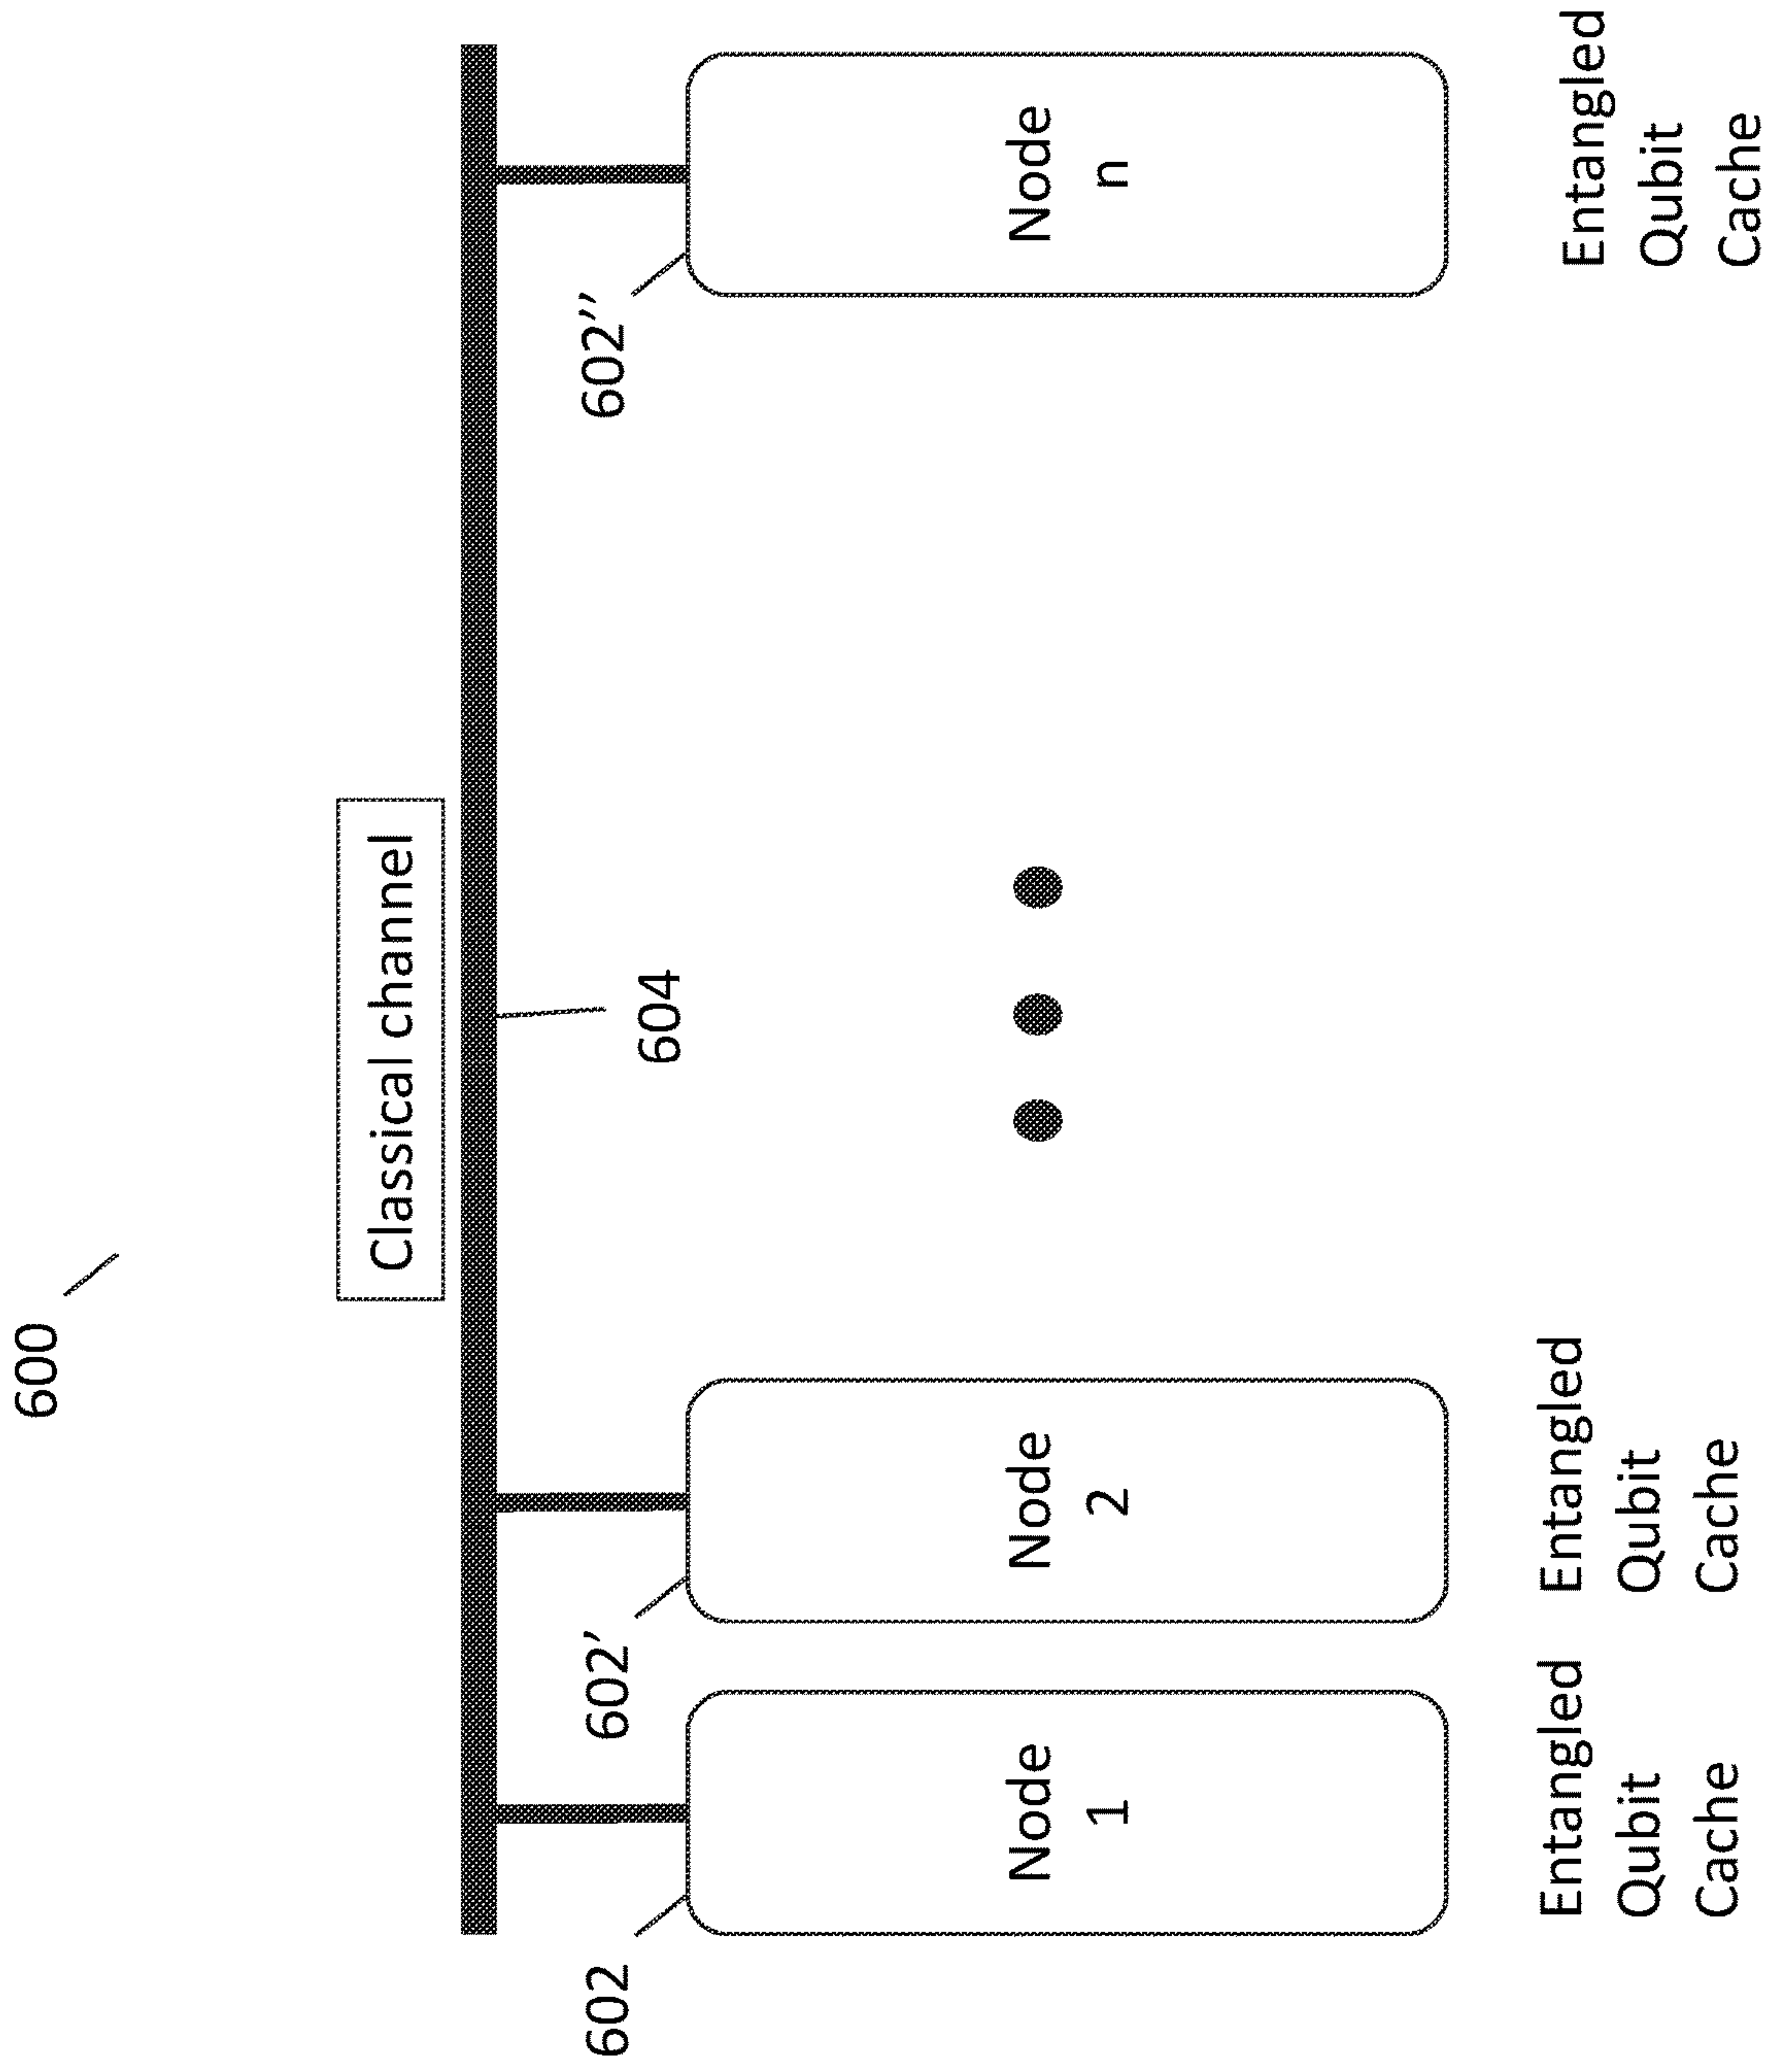 600
Classical channel
604
602
602'
602''
Node
1
Node
2
Node
n
Entangled
Qubit
Cache
Entangled
Qubit
Cache
Entangled
Qubit
Cache